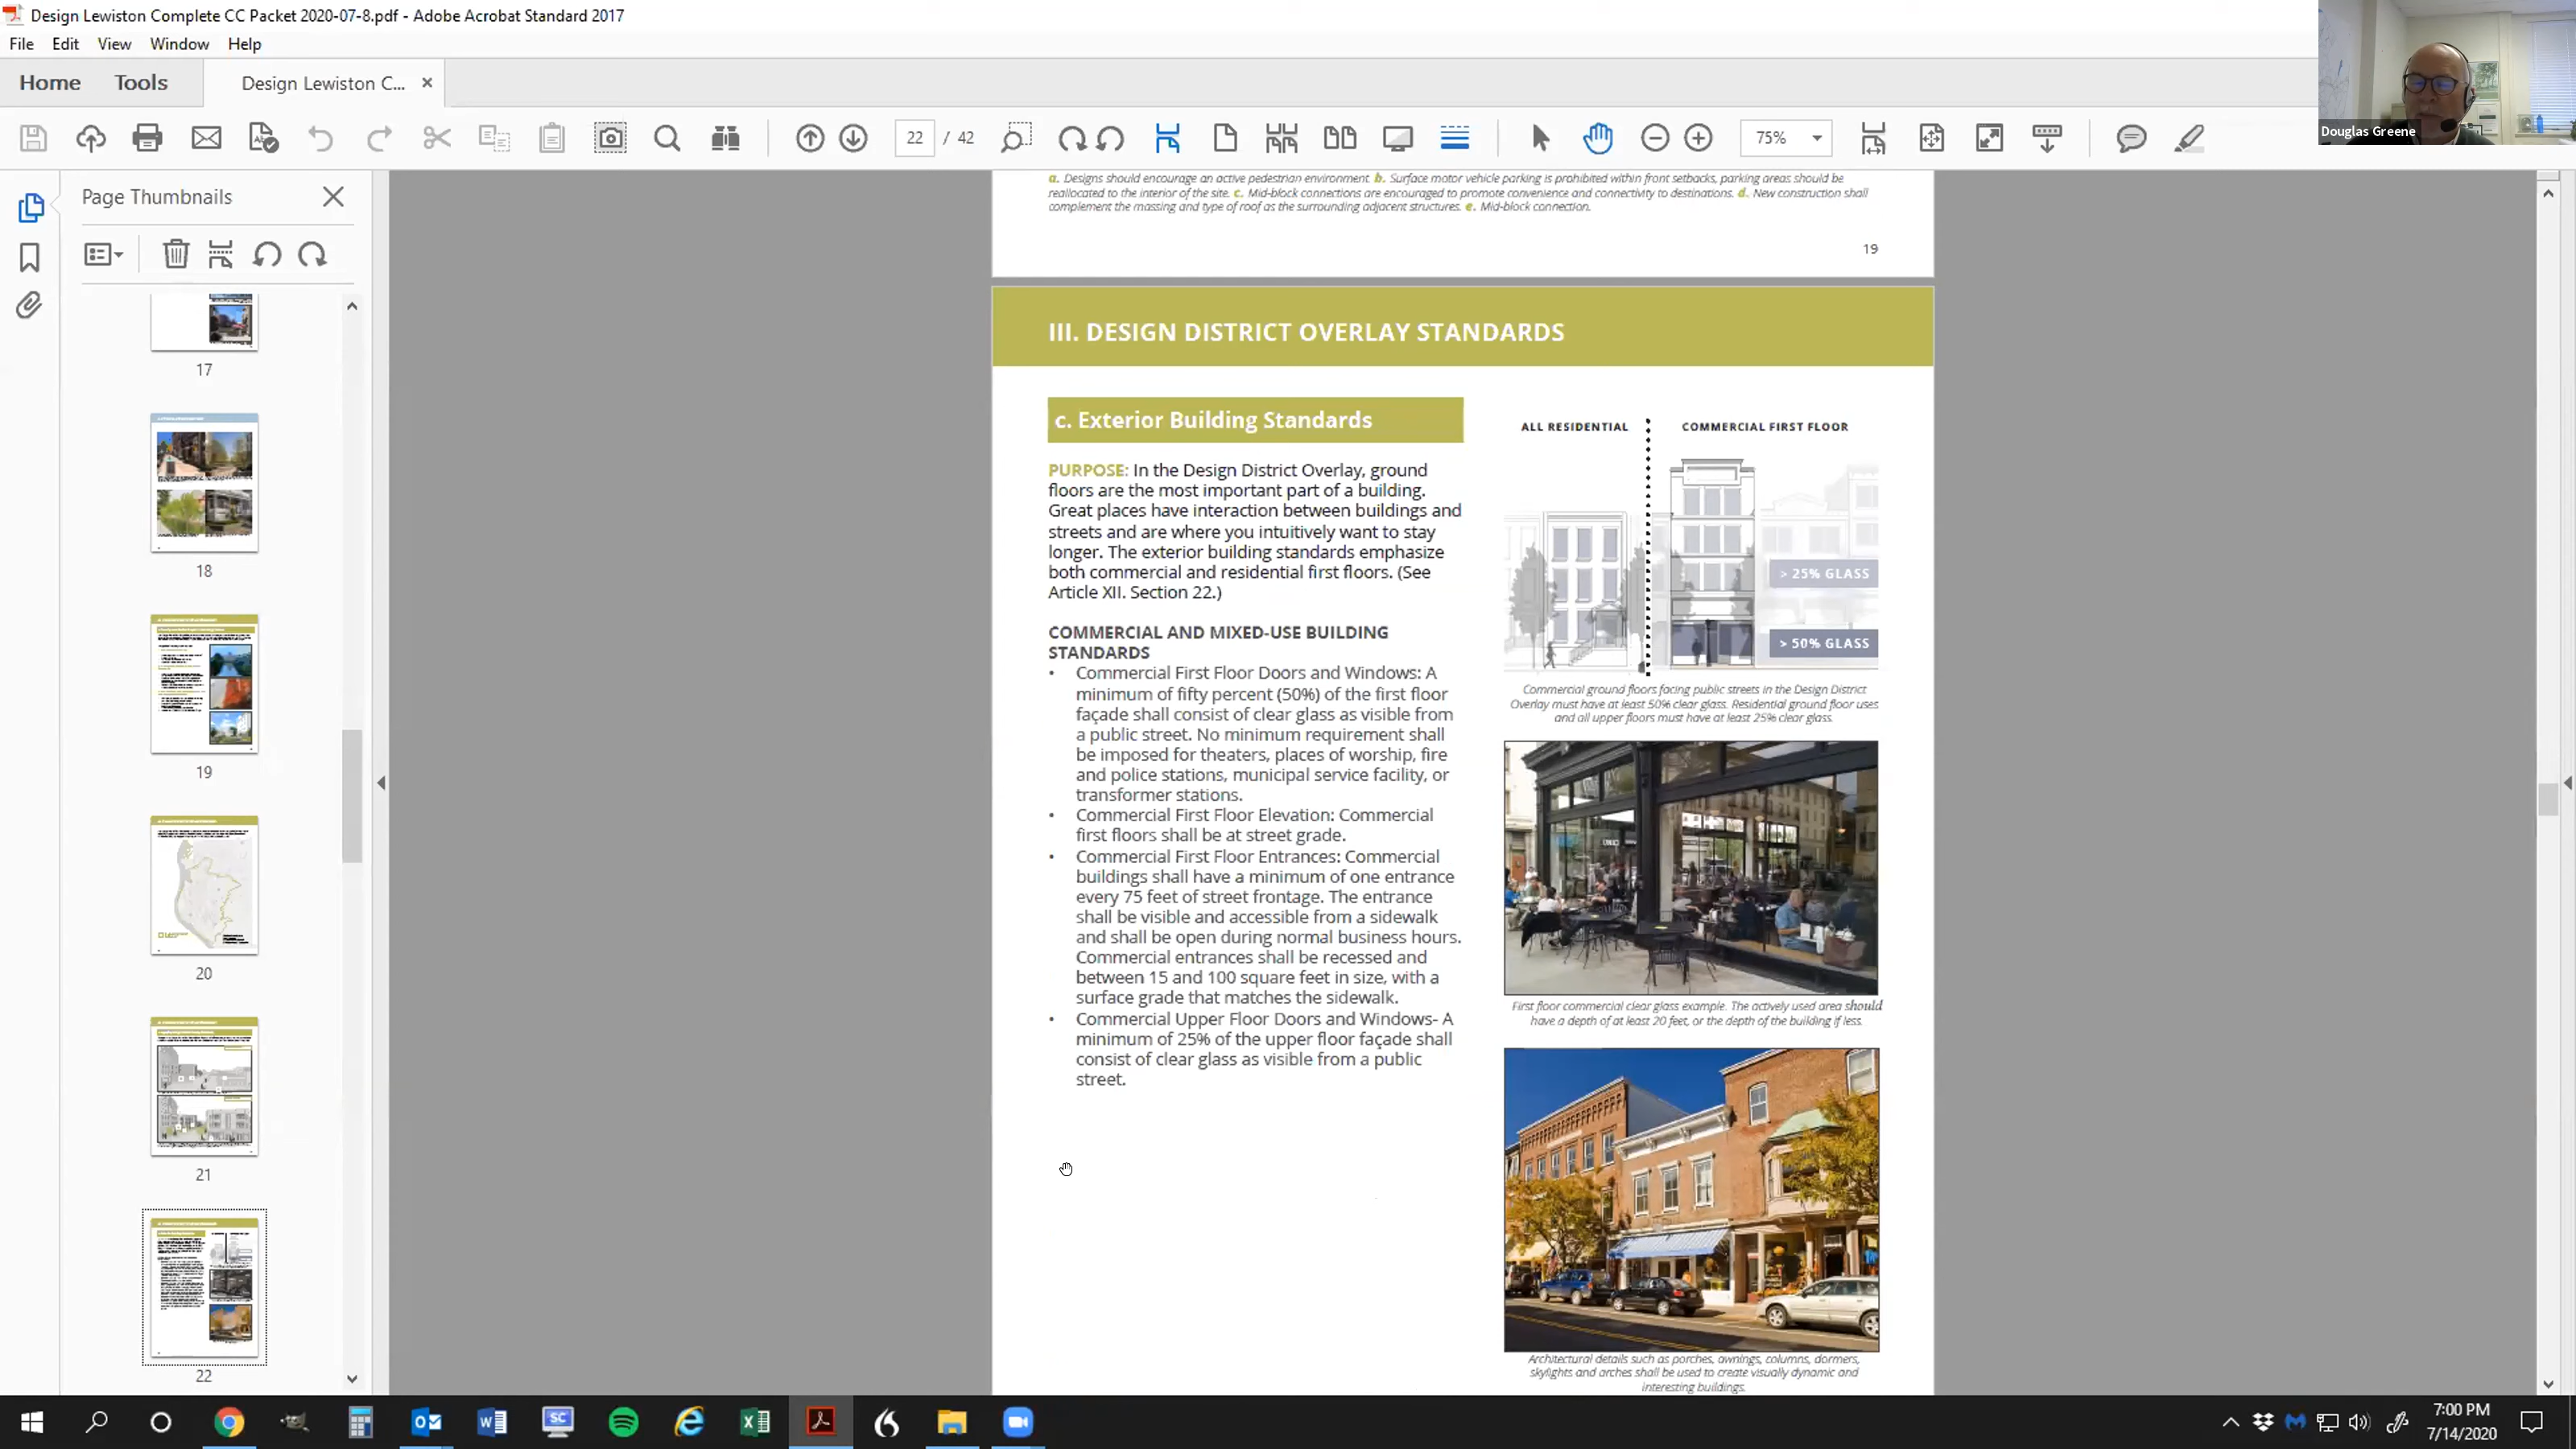 Design Lewiston Complete CC Packet 2020-07-8.pdf - Adobe Acrobat Standard 2017
File Edit View Window Help
Home Tools Design Lewiston C... ×
22 / 42 75%
Douglas Greene
Page Thumbnails
17
18
19
20
21
22
a. Designs should encourage an active pedestrian environment. b. Surface motor vehicle parking is prohibited within front setbacks, parking areas should be
reallocated to the interior of the site. c. Mid-block connections are encouraged to promote convenience and connectivity to destinations. d. New construction shall
complement the massing and type of roof as the surrounding adjacent structures. e. Mid-block connection.
19
III. DESIGN DISTRICT OVERLAY STANDARDS
c. Exterior Building Standards
PURPOSE: In the Design District Overlay, ground
floors are the most important part of a building.
Great places have interaction between buildings and
streets and are where you intuitively want to stay
longer. The exterior building standards emphasize
both commercial and residential first floors. (See
Article XII. Section 22.)
COMMERCIAL AND MIXED-USE BUILDING
STANDARDS
• Commercial First Floor Doors and Windows: A
minimum of fifty percent (50%) of the first floor
façade shall consist of clear glass as visible from
a public street. No minimum requirement shall
be imposed for theaters, places of worship, fire
and police stations, municipal service facility, or
transformer stations.
• Commercial First Floor Elevation: Commercial
first floors shall be at street grade.
• Commercial First Floor Entrances: Commercial
buildings shall have a minimum of one entrance
every 75 feet of street frontage. The entrance
shall be visible and accessible from a sidewalk
and shall be open during normal business hours.
Commercial entrances shall be recessed and
between 15 and 100 square feet in size, with a
surface grade that matches the sidewalk.
• Commercial Upper Floor Doors and Windows- A
minimum of 25% of the upper floor façade shall
consist of clear glass as visible from a public
street.
ALL RESIDENTIAL
COMMERCIAL FIRST FLOOR
> 25% GLASS
> 50% GLASS
Commercial ground floors facing public streets in the Design District
Overlay must have at least 50% clear glass. Residential ground floor uses
and all upper floors must have at least 25% clear glass.
First floor commercial clear glass example. The actively used area should
have a depth of at least 20 feet, or the depth of the building if less.
Architectural details such as porches, awnings, columns, dormers,
skylights and arches shall be used to create visually dynamic and
interesting buildings.
SC
7:00 PM
7/14/2020